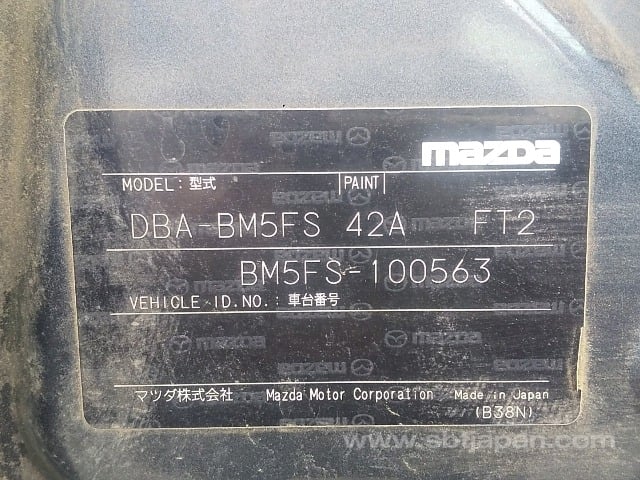 mazda
MODEL: 型式 PAINT
DBA-BM5FS 42A FT2
BM5FS-100563
VEHICLE ID.NO.: 車台番号
マツダ株式会社 Mazda Motor Corporation Made in Japan
(B38N)
www.sbtjapan.com